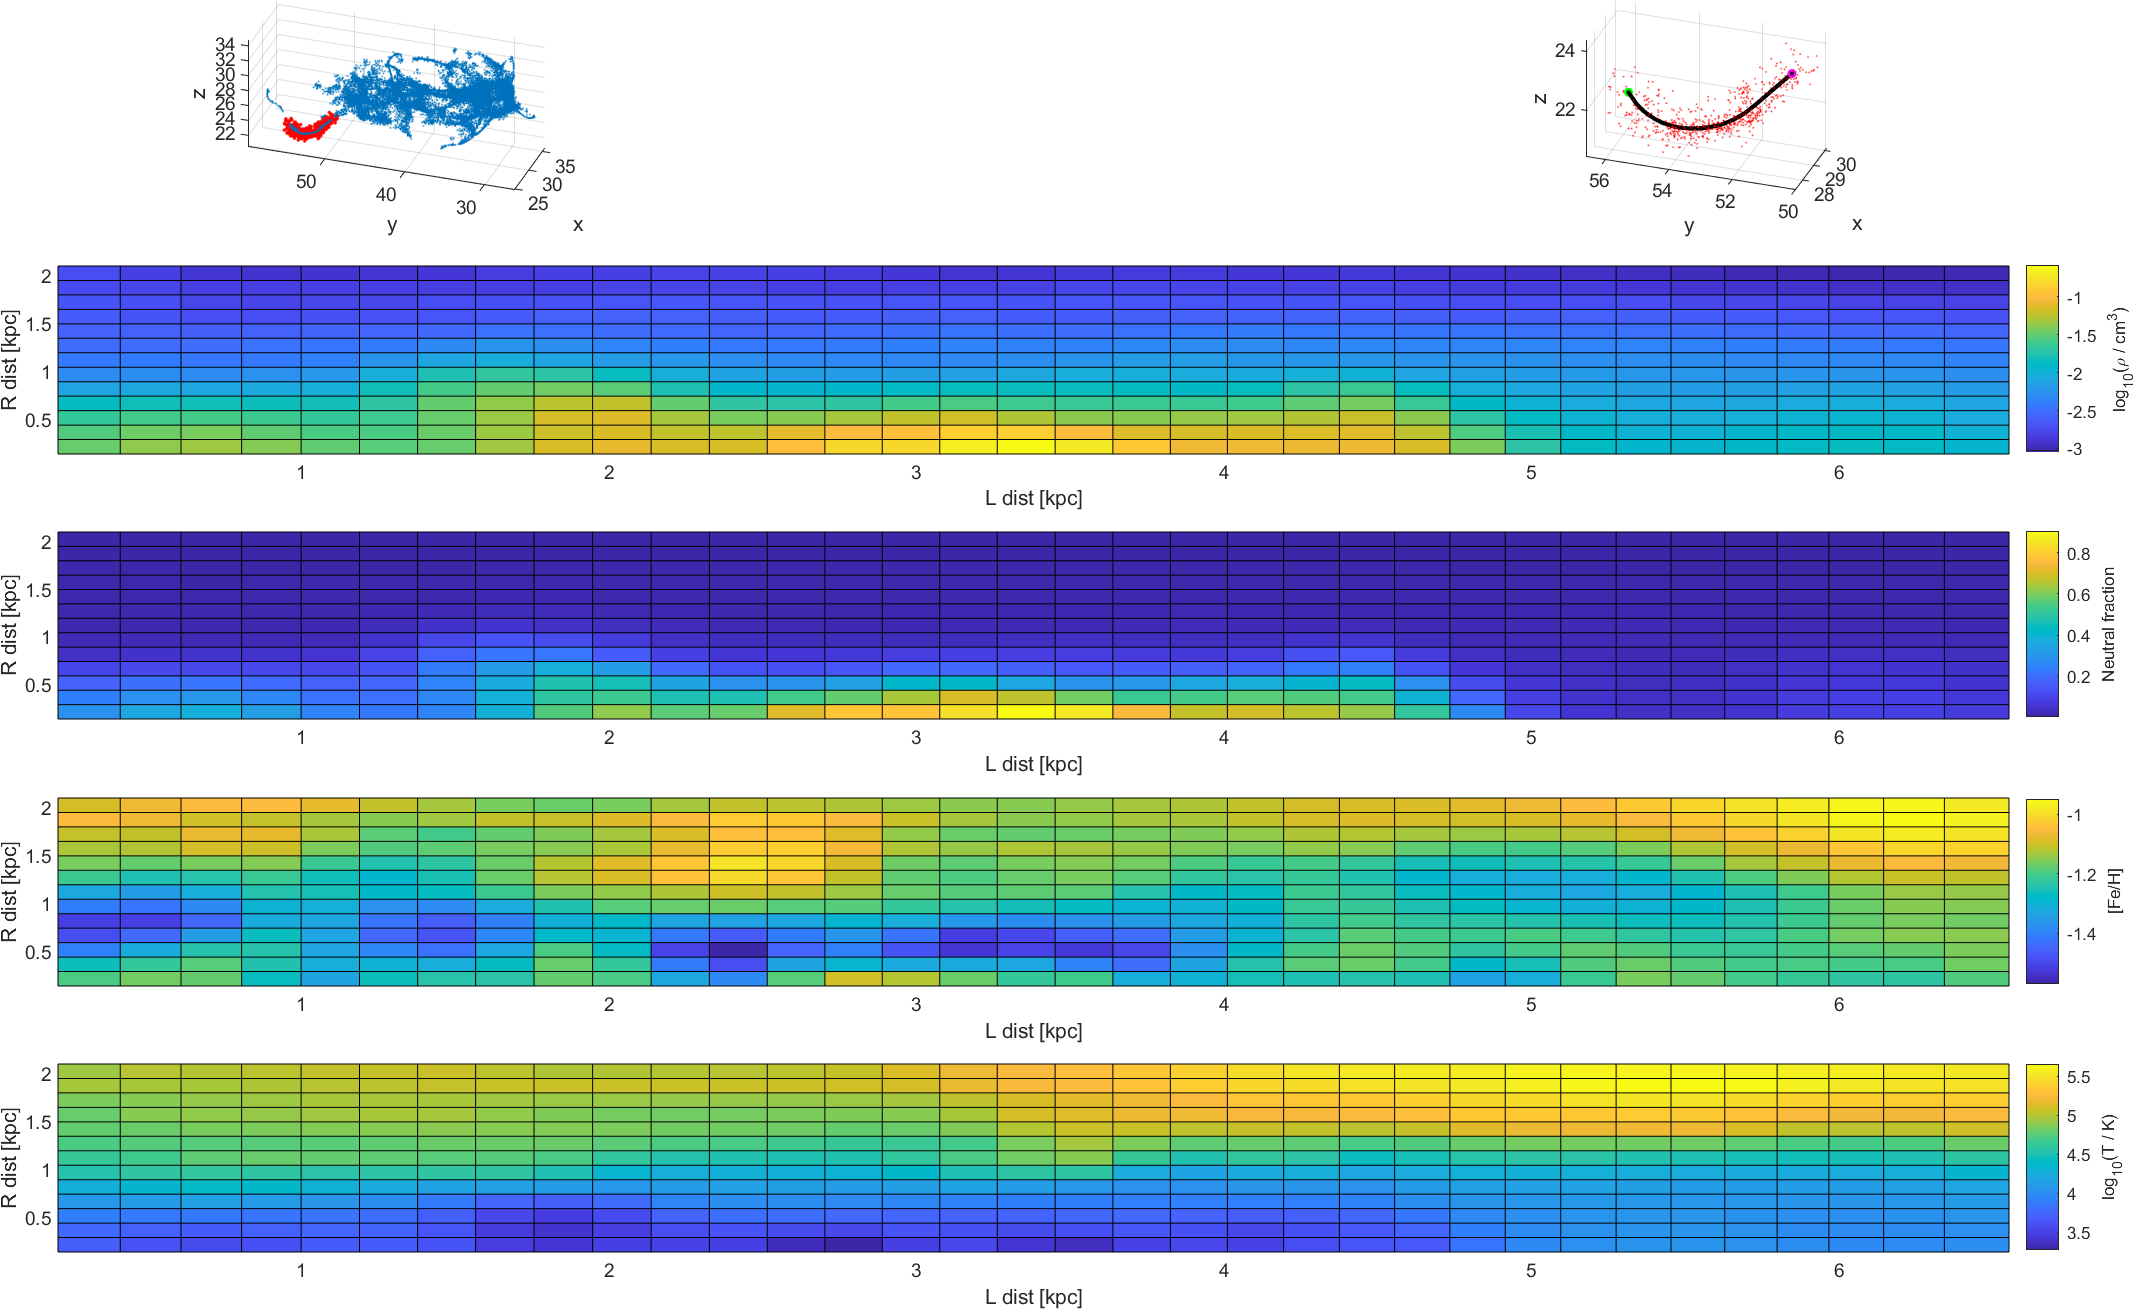 34
32
30
28
26
24
22
z
50
40
30
y
35
30
25
x
24
22
z
56
54
52
50
y
30
29
28
x
2
1.5
1
0.5
R dist [kpc]
1 2 3 4 5 6
L dist [kpc]
-1
-1.5
-2
-2.5
-3
log10(ρ / cm3)
2
1.5
1
0.5
R dist [kpc]
1 2 3 4 5 6
L dist [kpc]
0.8
0.6
0.4
0.2
Neutral fraction
2
1.5
1
0.5
R dist [kpc]
1 2 3 4 5 6
L dist [kpc]
-1
-1.2
-1.4
[Fe/H]
2
1.5
1
0.5
R dist [kpc]
1 2 3 4 5 6
L dist [kpc]
5.5
5
4.5
4
3.5
log10(T / K)